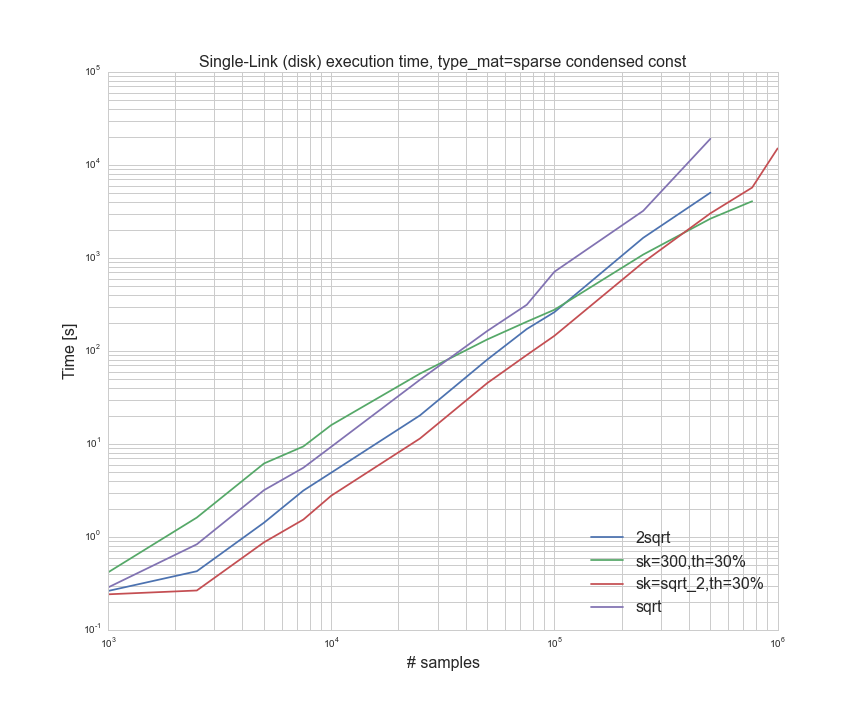 Single-Link (disk) execution time, type_mat=sparse condensed const
10^5
10^4
10^3
10^2
10^1
10^0
10^-1
Time [s]
2sqrt
sk=300,th=30%
sk=sqrt_2,th=30%
sqrt
10^3 10^4 10^5 10^6
# samples